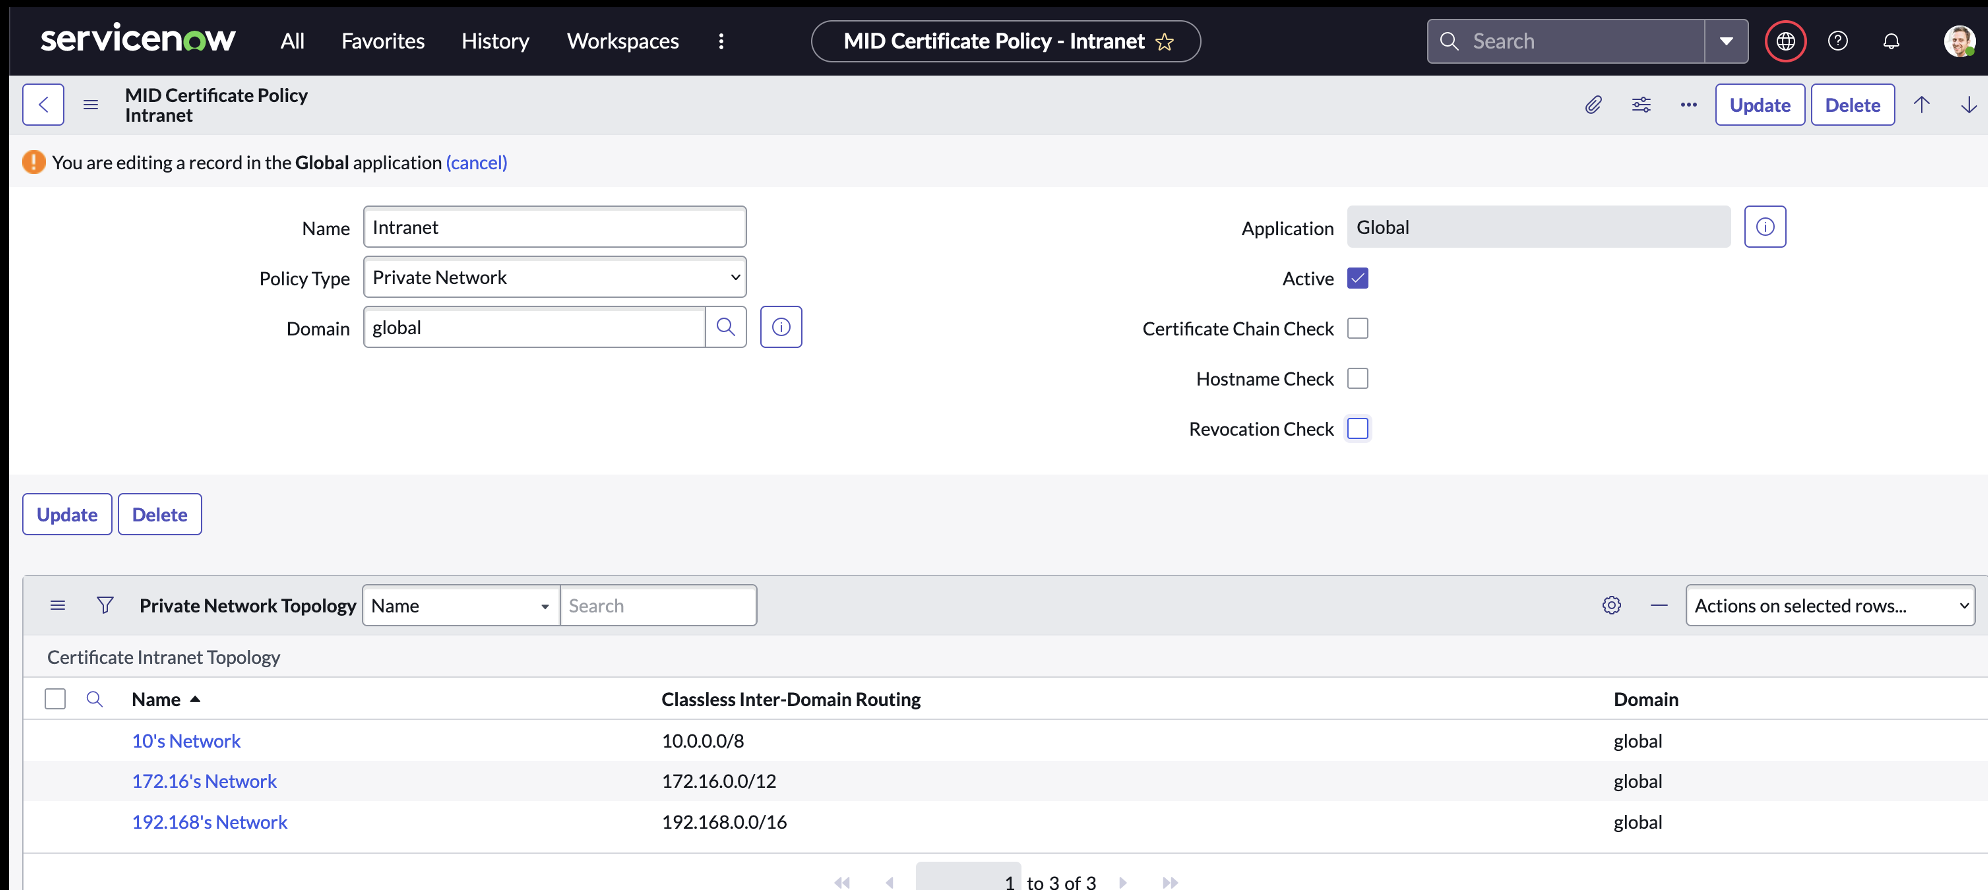 servicenow All Favorites History Workspaces MID Certificate Policy - Intranet Search
MID Certificate Policy
Intranet
Update Delete
You are editing a record in the Global application (cancel)
Name Intranet
Application Global
Policy Type Private Network
Active
Domain global
Certificate Chain Check
Hostname Check
Revocation Check
Update Delete
Private Network Topology Name Search Actions on selected rows...
Certificate Intranet Topology
Name Classless Inter-Domain Routing Domain
10's Network 10.0.0.0/8 global
172.16's Network 172.16.0.0/12 global
192.168's Network 192.168.0.0/16 global
1 to 3 of 3